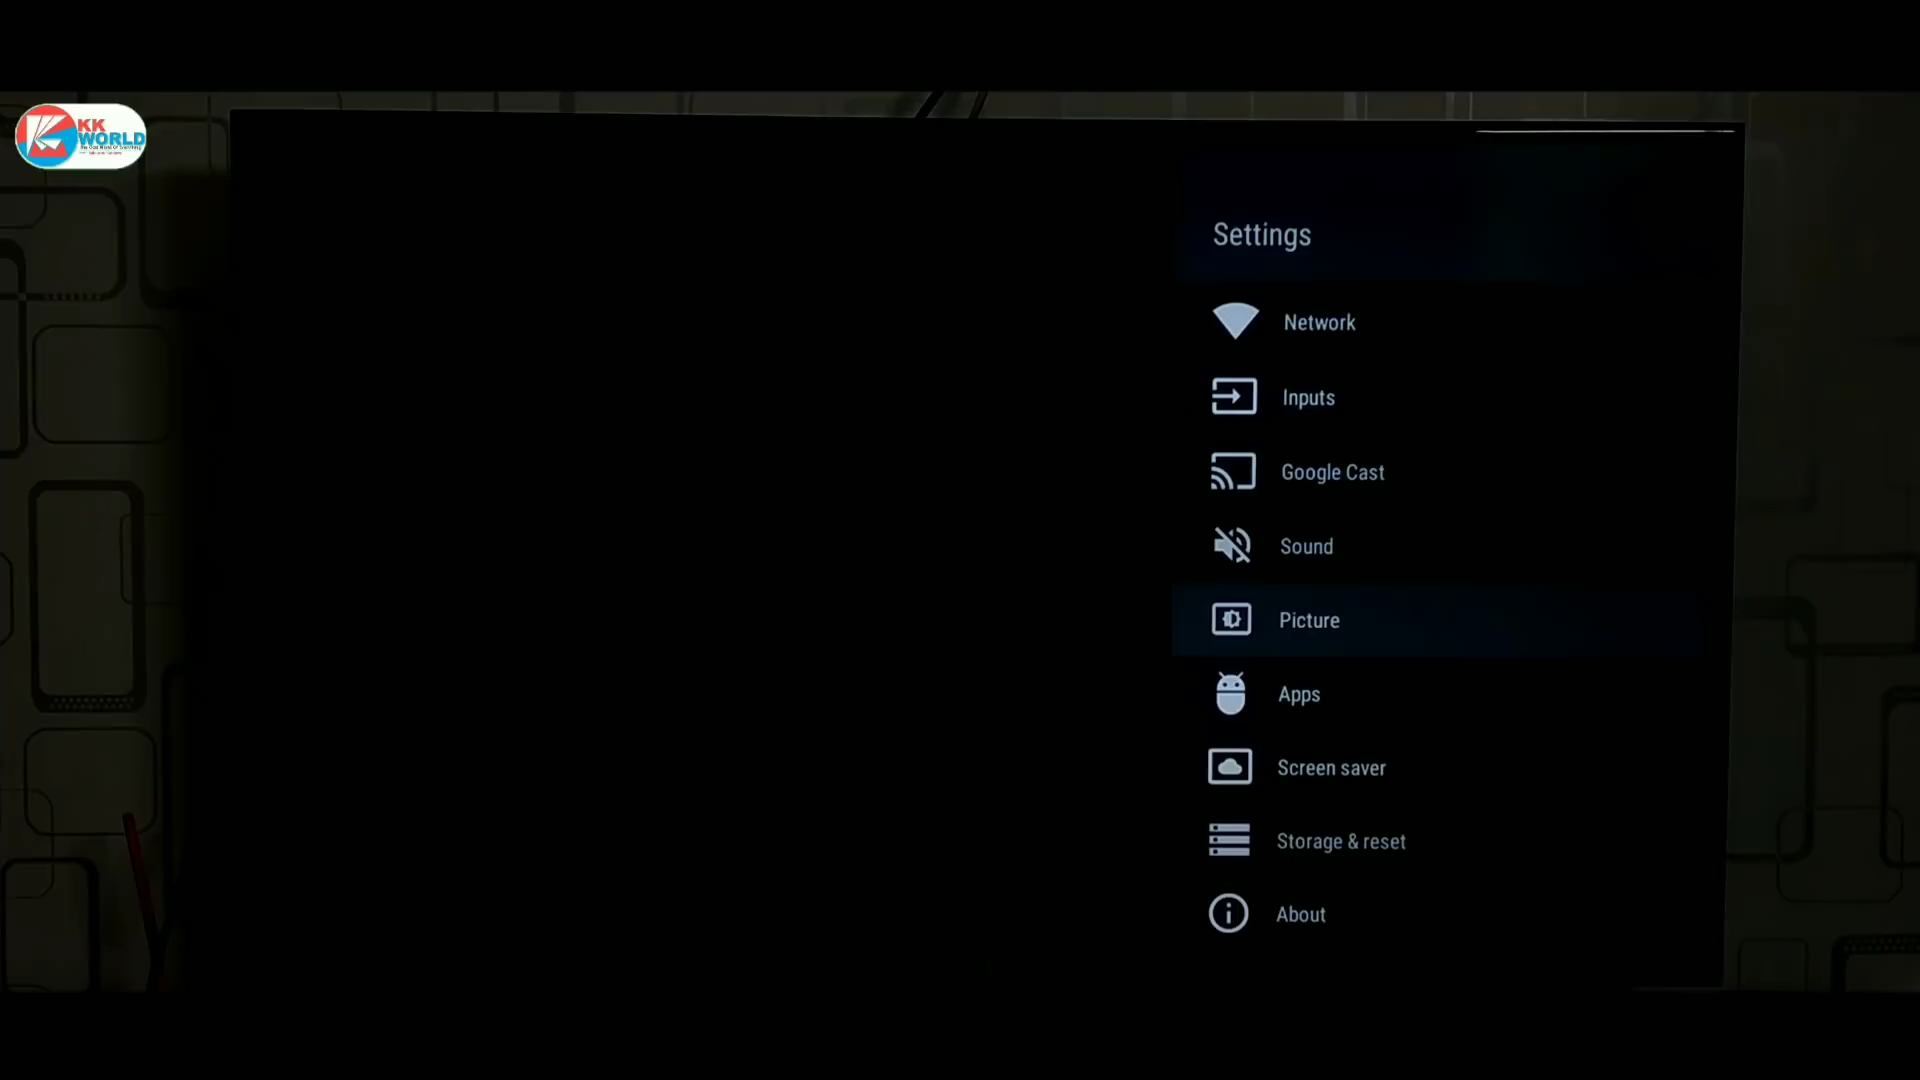 KK
WORLD
Settings
Network
Inputs
Google Cast
Sound
Picture
Apps
Screen saver
Storage & reset
About